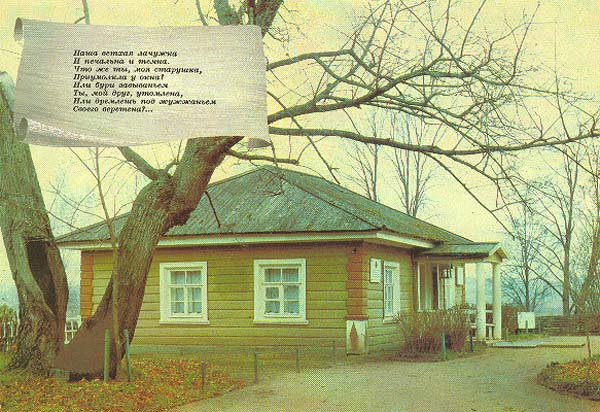 Наша ветхая лачужка
И печальна и темна.
Что же ты, моя старушка,
Приумолкла у окна?
Или бури завываньем
Ты, мой друг, утомлена,
Или дремлешь под жужжаньем
Своего веретена?...